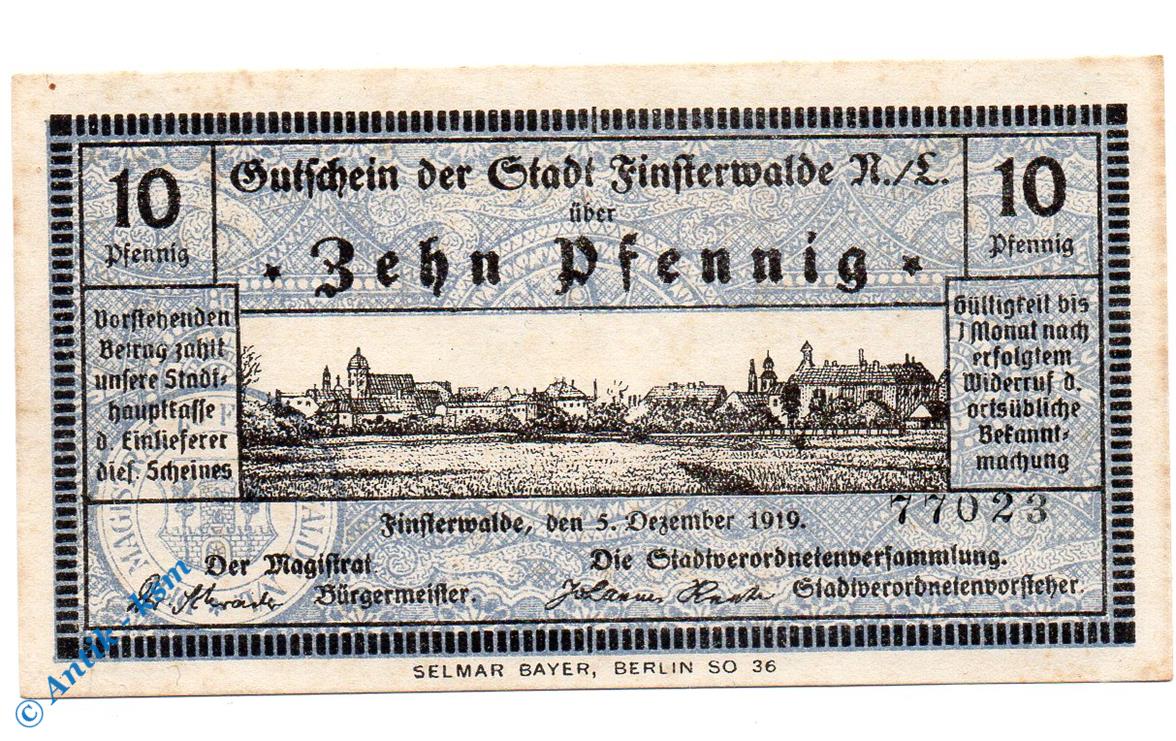 10
Pfennig
Gutschein der Stadt Finsterwalde N./L.
über
Zehn Pfennig
10
Pfennig
Vorstehenden
Betrag zahlt
unsere Stadt-
hauptkasse
d. Einlieferer
dies. Scheines
Gültigkeit bis
1 Monat nach
erfolgtem
Widerruf d.
ortsübliche
Bekannt-
machung
77023
Finsterwalde, den 5. Dezember 1919.
Der Magistrat
Bürgermeister.
Die Stadtverordnetenversammlung.
Johannes
Stadtverordnetenvorsteher.
SELMAR BAYER, BERLIN SO 36
© Antik-ksm